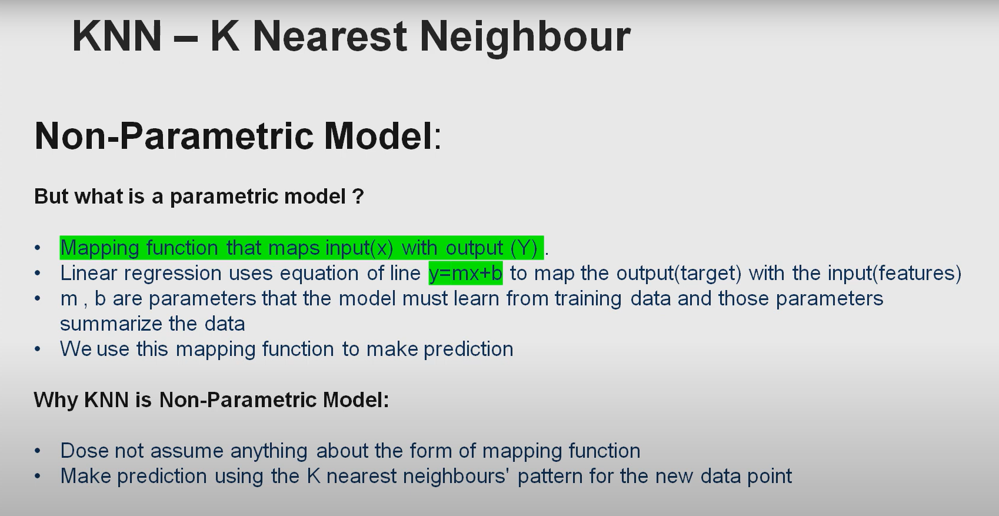 KNN – K Nearest Neighbour
Non-Parametric Model:
But what is a parametric model ?
• Mapping function that maps input(x) with output (Y) .
• Linear regression uses equation of line y=mx+b to map the output(target) with the input(features)
• m , b are parameters that the model must learn from training data and those parameters
summarize the data
• We use this mapping function to make prediction
Why KNN is Non-Parametric Model:
• Dose not assume anything about the form of mapping function
• Make prediction using the K nearest neighbours' pattern for the new data point